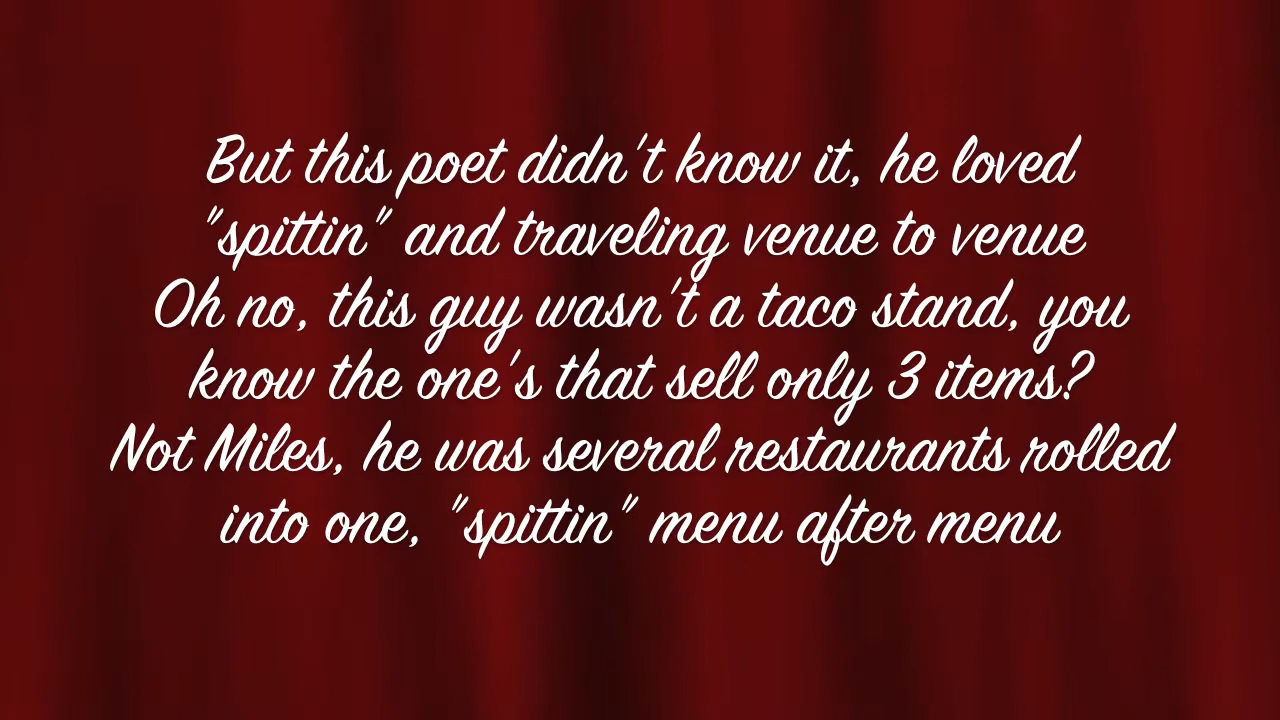 But this poet didn't know it, he loved
"spittin" and traveling venue to venue
Oh no, this guy wasn't a taco stand, you
know the one's that sell only 3 items?
Not Miles, he was several restaurants rolled
into one, "spittin" menu after menu